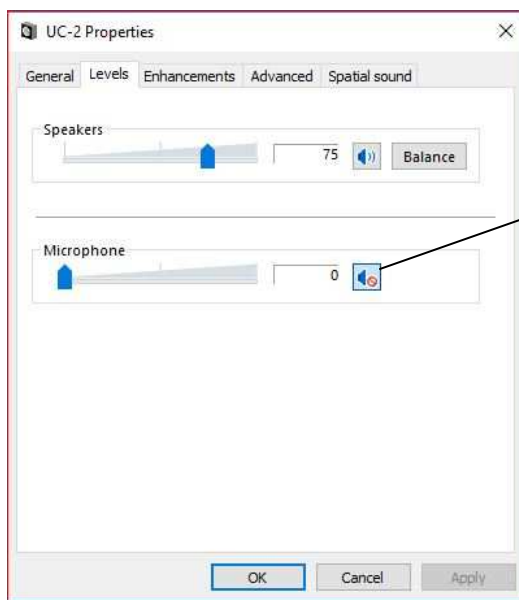 UC-2 Properties
General Levels Enhancements Advanced Spatial sound
Speakers
75 Balance
Microphone
0
OK Cancel Apply